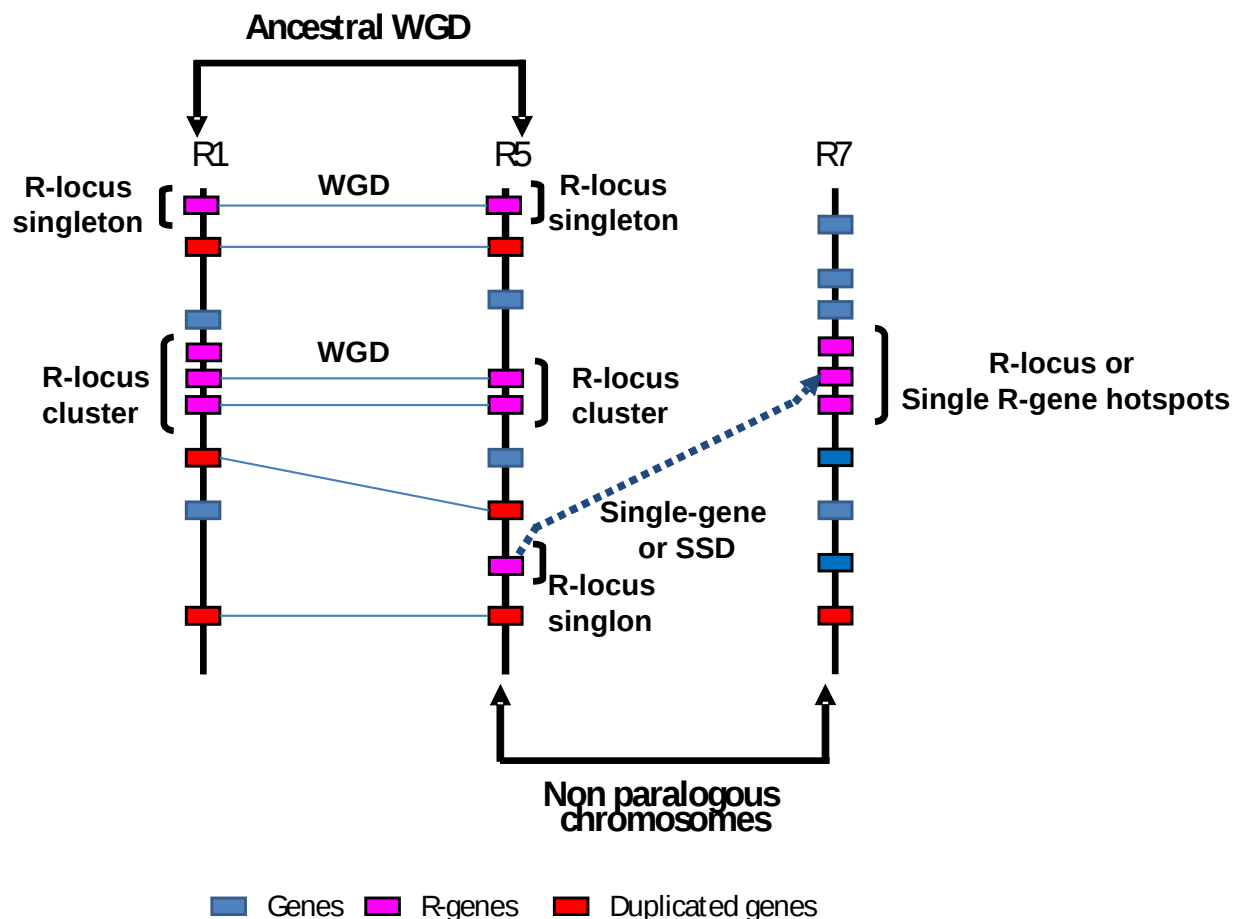 Ancestral WGD
R1
R5
R7
R-locus
singleton
WGD
R-locus
singleton
R-locus
cluster
WGD
R-locus
cluster
R-locus or
Single R-gene hotspots
Single-gene
or SSD
R-locus
singlon
Non paralogous
chromosomes
Genes
R-genes
Duplicated genes